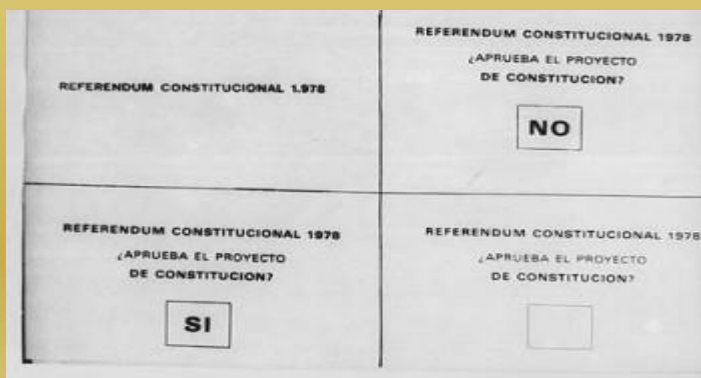 REFERENDUM CONSTITUCIONAL 1.978
REFERENDUM CONSTITUCIONAL 1978
¿APRUEBA EL PROYECTO
DE CONSTITUCION?
NO
REFERENDUM CONSTITUCIONAL 1978
¿APRUEBA EL PROYECTO
DE CONSTITUCION?
SI
REFERENDUM CONSTITUCIONAL 1978
¿APRUEBA EL PROYECTO
DE CONSTITUCION?